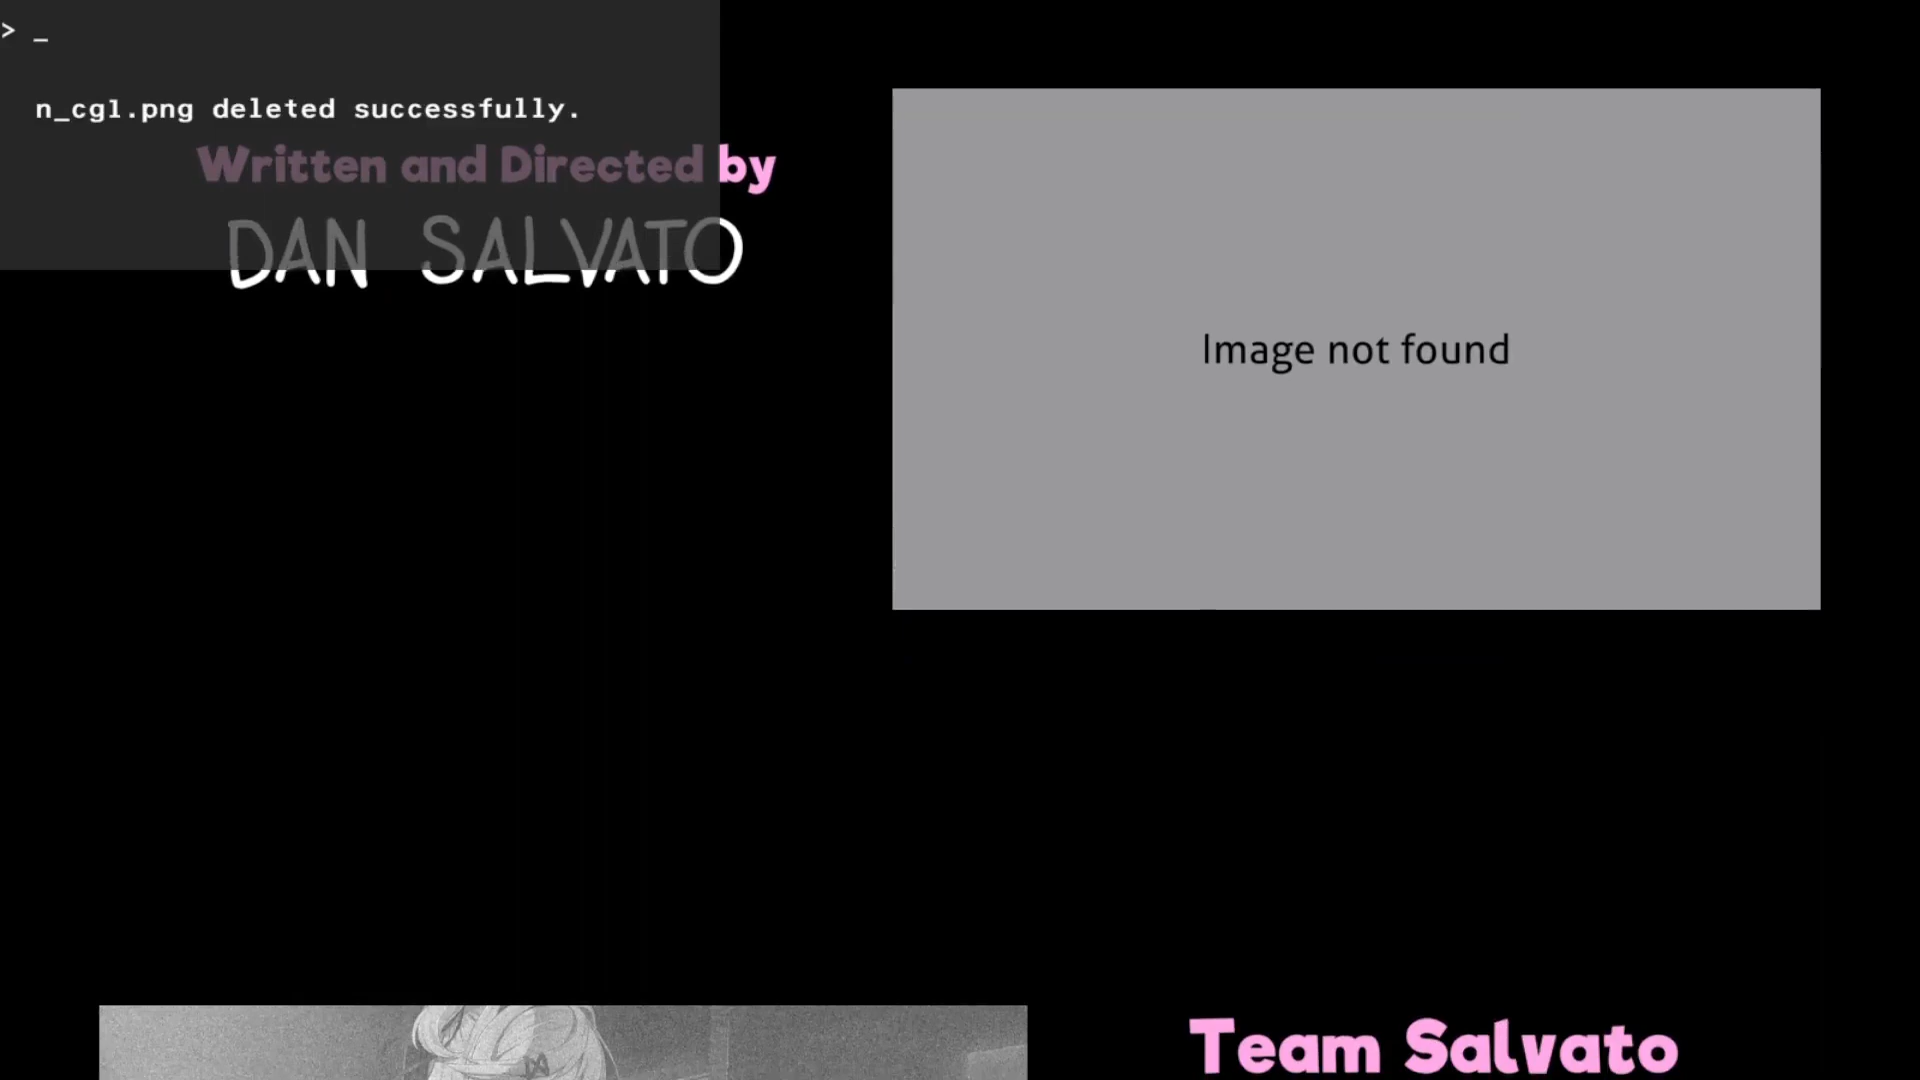 > _
n_cg1.png deleted successfully.
Written and Directed by
DAN SALVATO
Image not found
Team Salvato